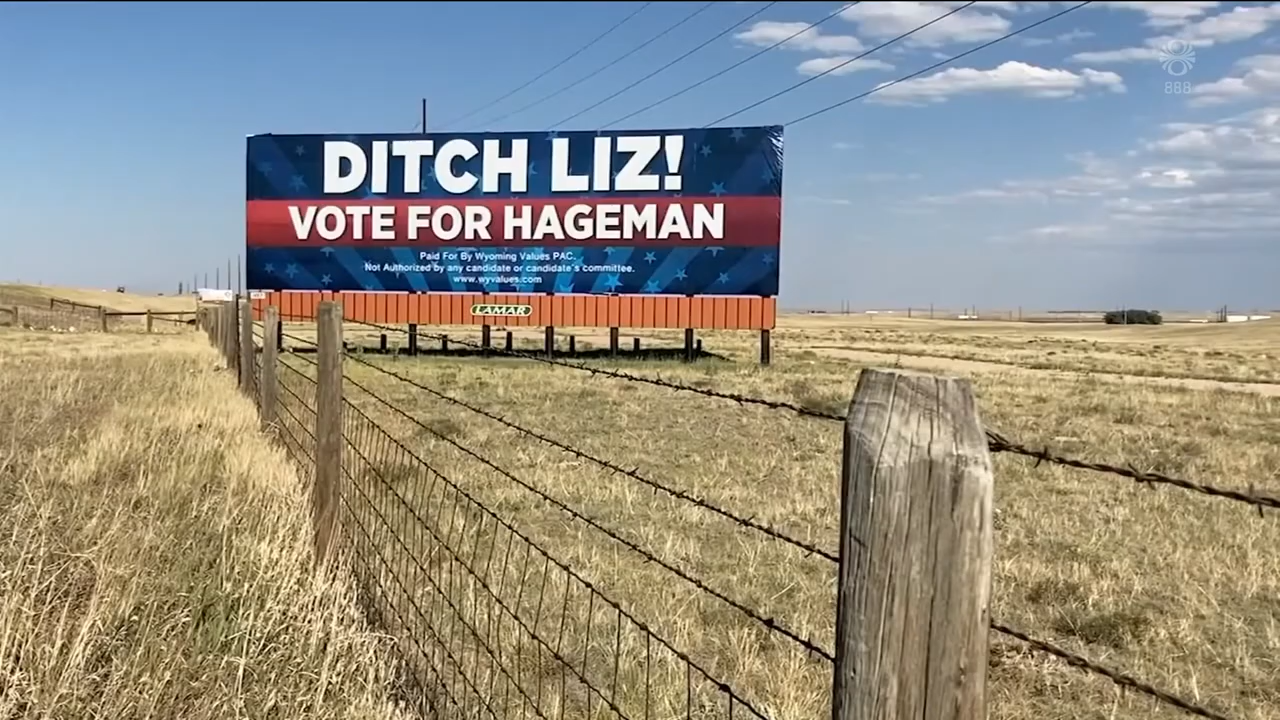 888
DITCH LIZ!
VOTE FOR HAGEMAN
Paid For By Wyoming Values PAC.
Not Authorized by any candidate or candidate's committee.
www.wyvalues.com
LAMAR